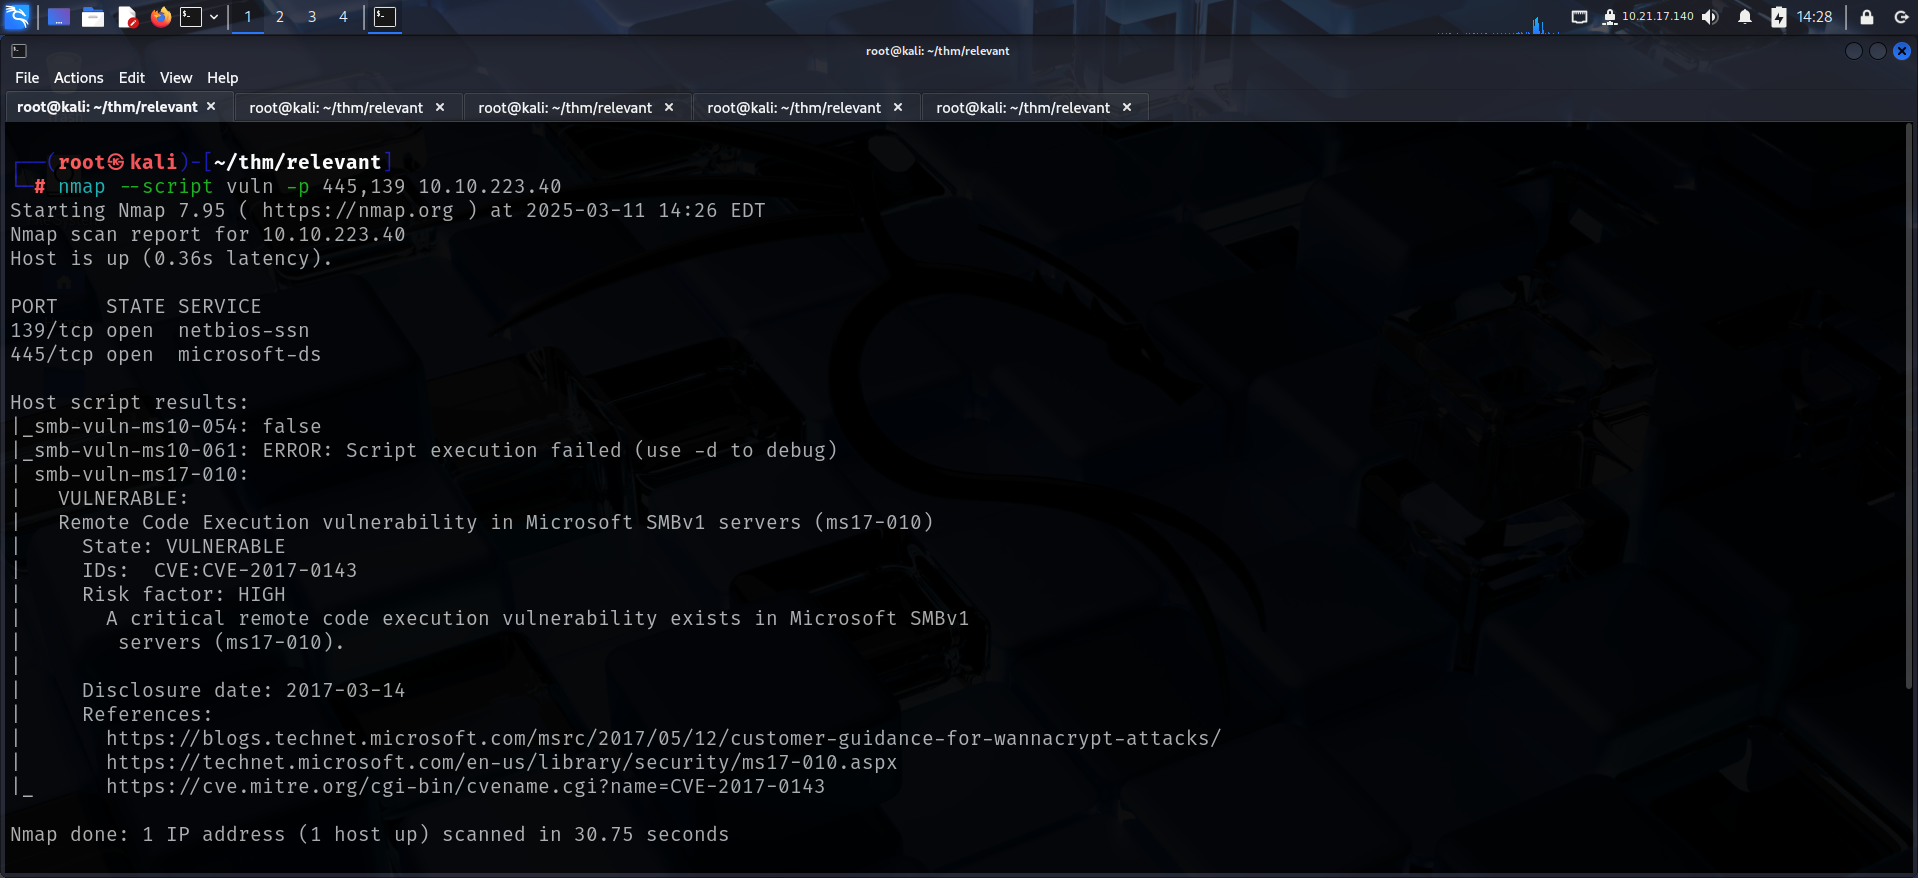 1 2 3 4 10.21.17.140 14:28
root@kali: ~/thm/relevant
File Actions Edit View Help
root@kali: ~/thm/relevant × root@kali: ~/thm/relevant × root@kali: ~/thm/relevant × root@kali: ~/thm/relevant × root@kali: ~/thm/relevant ×
┌──(root㉿kali)-[~/thm/relevant]
└─# nmap --script vuln -p 445,139 10.10.223.40
Starting Nmap 7.95 ( https://nmap.org ) at 2025-03-11 14:26 EDT
Nmap scan report for 10.10.223.40
Host is up (0.36s latency).
PORT    STATE SERVICE
139/tcp open  netbios-ssn
445/tcp open  microsoft-ds
Host script results:
|_smb-vuln-ms10-054: false
|_smb-vuln-ms10-061: ERROR: Script execution failed (use -d to debug)
| smb-vuln-ms17-010:
|   VULNERABLE:
|   Remote Code Execution vulnerability in Microsoft SMBv1 servers (ms17-010)
|     State: VULNERABLE
|     IDs:  CVE:CVE-2017-0143
|     Risk factor: HIGH
|       A critical remote code execution vulnerability exists in Microsoft SMBv1
|        servers (ms17-010).
|
|     Disclosure date: 2017-03-14
|     References:
|       https://blogs.technet.microsoft.com/msrc/2017/05/12/customer-guidance-for-wannacrypt-attacks/
|       https://technet.microsoft.com/en-us/library/security/ms17-010.aspx
|_      https://cve.mitre.org/cgi-bin/cvename.cgi?name=CVE-2017-0143
Nmap done: 1 IP address (1 host up) scanned in 30.75 seconds